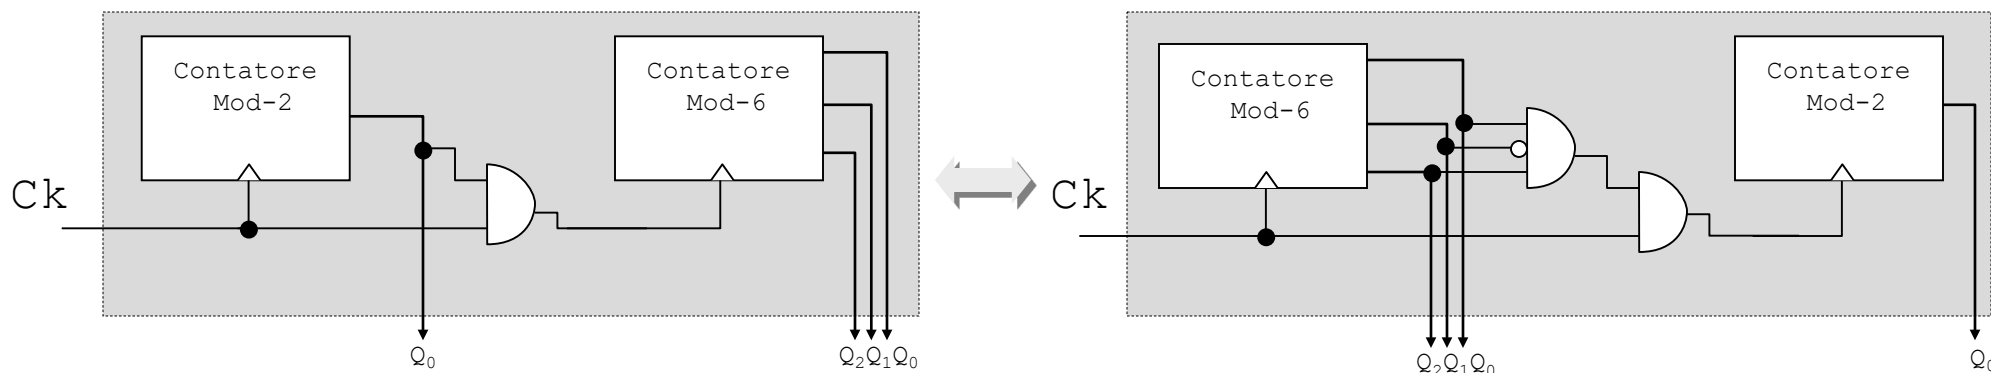 Contatore
Mod-2
Contatore
Mod-6
Ck
Q₀
Q₂Q₁Q₀
Contatore
Mod-6
Contatore
Mod-2
Ck
Q₂Q₁Q₀
Q₀